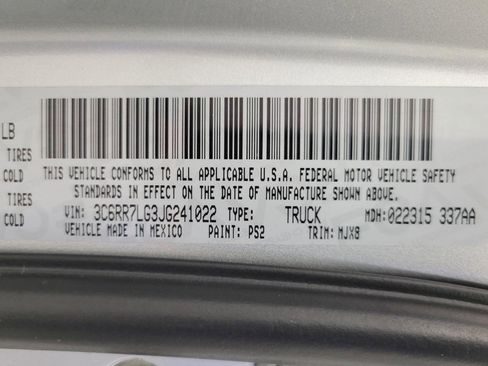 LB
TIRES
COLD
TIRES
COLD
THIS VEHICLE CONFORMS TO ALL APPLICABLE U.S.A. FEDERAL MOTOR VEHICLE SAFETY
STANDARDS IN EFFECT ON THE DATE OF MANUFACTURE SHOWN ABOVE.
VIN: 3C6RR7LG3JG241022 TYPE: TRUCK MDH:022315 337AA
VEHICLE MADE IN MEXICO PAINT: PS2 TRIM: MJX8